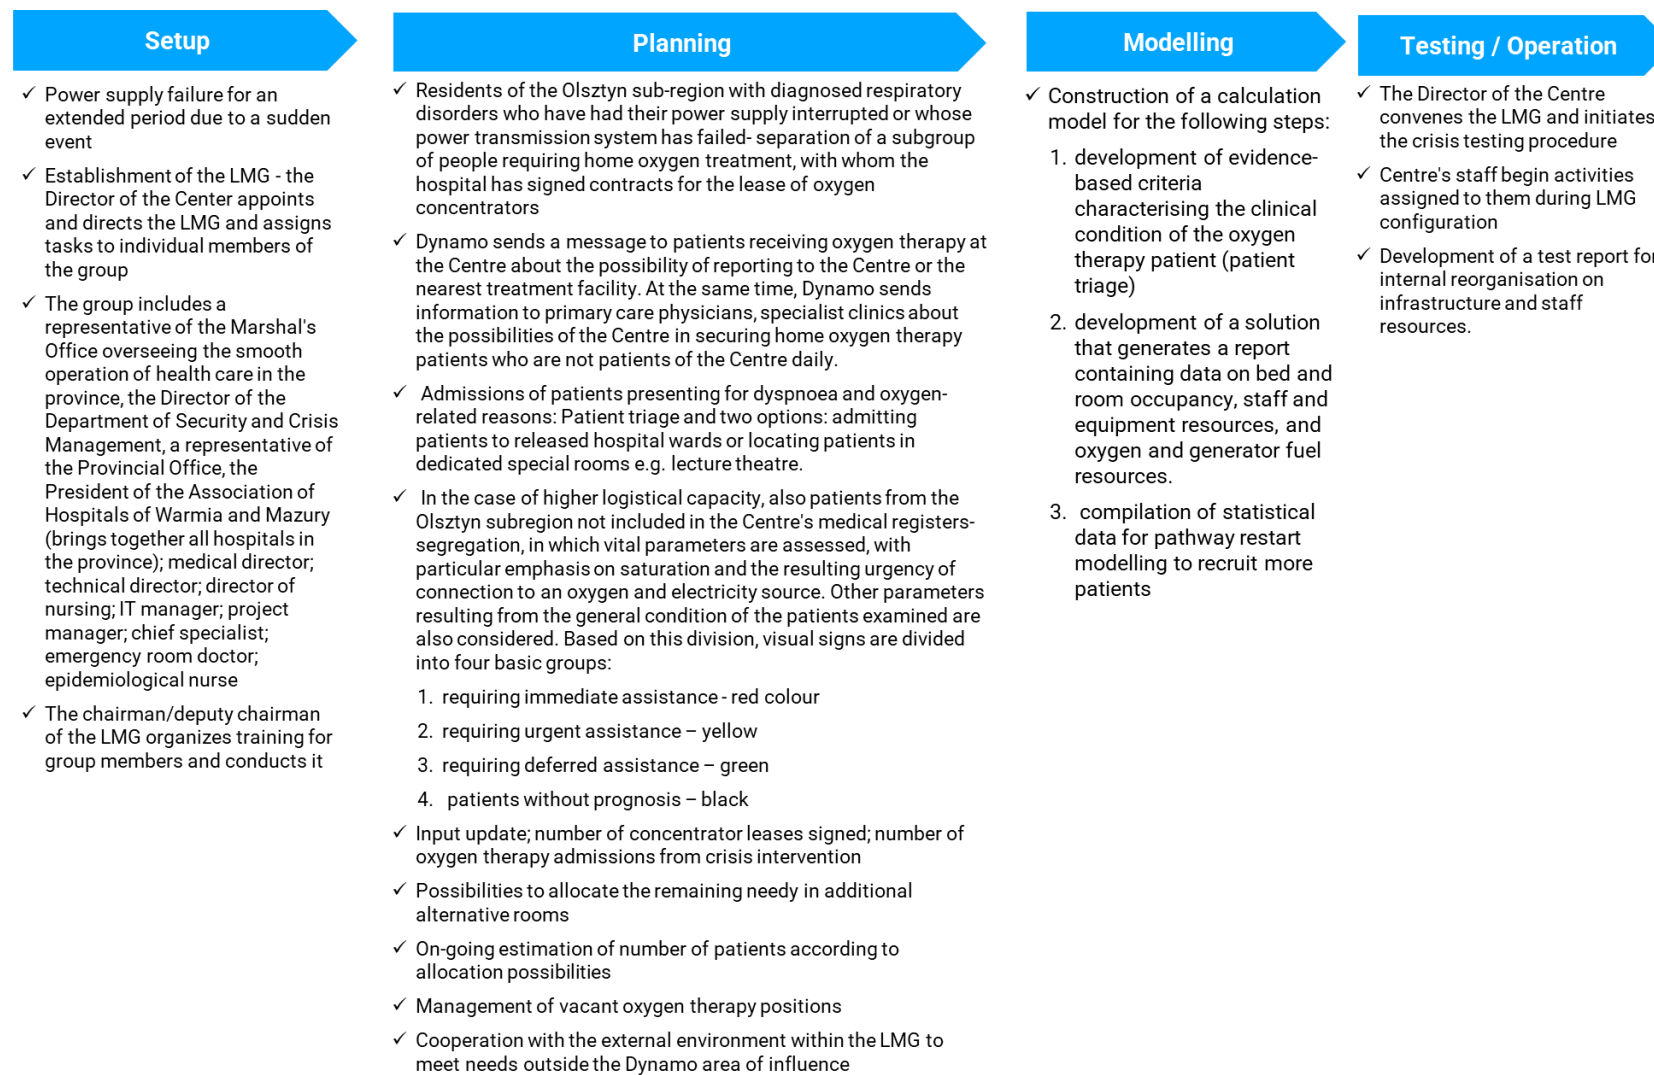 Setup
Power supply failure for an
extended period due to a sudden
event
Establishment of the LMG - the
Director of the Center appoints
and directs the LMG and assigns
tasks to individual members of
the group
The group includes a
representative of the Marshal's
Office overseeing the smooth
operation of health care in the
province, the Director of the
Department of Security and Crisis
Management, a representative of
the Provincial Office, the
President of the Association of
Hospitals of Warmia and Mazury
(brings together all hospitals in
the province); medical director;
technical director; director of
nursing; IT manager; project
manager; chief specialist;
emergency room doctor;
epidemiological nurse
The chairman/deputy chairman
of the LMG organizes training for
group members and conducts it
Planning
Residents of the Olsztyn sub-region with diagnosed respiratory
disorders who have had their power supply interrupted or whose
power transmission system has failed- separation of a subgroup
of people requiring home oxygen treatment, with whom the
hospital has signed contracts for the lease of oxygen
concentrators
Dynamo sends a message to patients receiving oxygen therapy at
the Centre about the possibility of reporting to the Centre or the
nearest treatment facility. At the same time, Dynamo sends
information to primary care physicians, specialist clinics about
the possibilities of the Centre in securing home oxygen therapy
patients who are not patients of the Centre daily.
Admissions of patients presenting for dyspnoea and oxygen-
related reasons: Patient triage and two options: admitting
patients to released hospital wards or locating patients in
dedicated special rooms e.g. lecture theatre.
In the case of higher logistical capacity, also patients from the
Olsztyn subregion not included in the Centre's medical registers-
segregation, in which vital parameters are assessed, with
particular emphasis on saturation and the resulting urgency of
connection to an oxygen and electricity source. Other parameters
resulting from the general condition of the patients examined are
also considered. Based on this division, visual signs are divided
into four basic groups:
1. requiring immediate assistance - red colour
2. requiring urgent assistance – yellow
3. requiring deferred assistance – green
4. patients without prognosis – black
Input update; number of concentrator leases signed; number of
oxygen therapy admissions from crisis intervention
Possibilities to allocate the remaining needy in additional
alternative rooms
On-going estimation of number of patients according to
allocation possibilities
Management of vacant oxygen therapy positions
Cooperation with the external environment within the LMG to
meet needs outside the Dynamo area of influence
Modelling
Construction of a calculation
model for the following steps:
1. development of evidence-
based criteria
characterising the clinical
condition of the oxygen
therapy patient (patient
triage)
2. development of a solution
that generates a report
containing data on bed and
room occupancy, staff and
equipment resources, and
oxygen and generator fuel
resources.
3. compilation of statistical
data for pathway restart
modelling to recruit more
patients
Testing / Operation
The Director of the Centre
convenes the LMG and initiates
the crisis testing procedure
Centre's staff begin activities
assigned to them during LMG
configuration
Development of a test report for
internal reorganisation on
infrastructure and staff
resources.